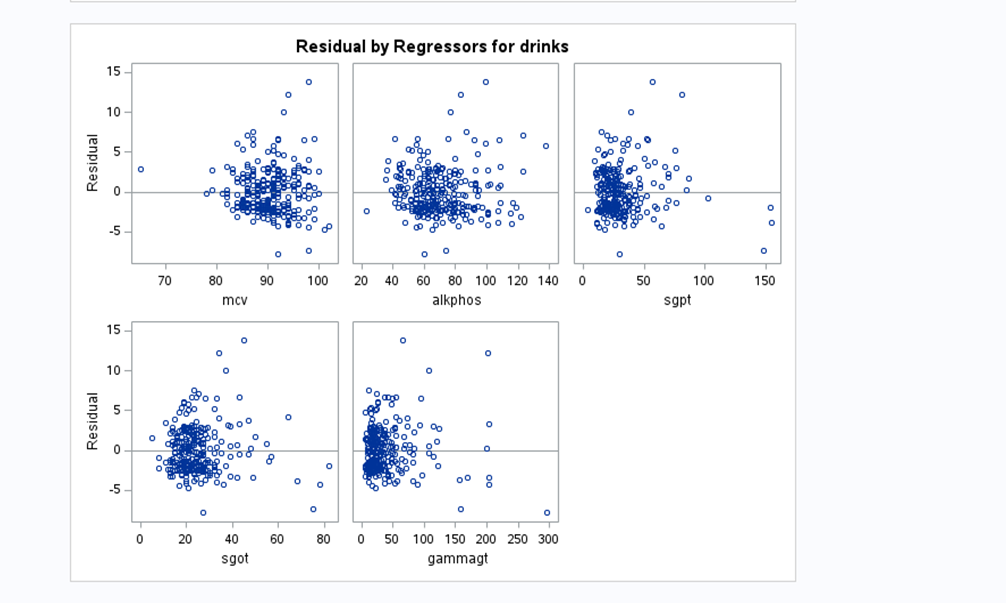 Residual by Regressors for drinks
15
10
5
0
-5
Residual
70 80 90 100
mcv
20 40 60 80 100 120 140
alkphos
0 50 100 150
sgpt
15
10
5
0
-5
Residual
0 20 40 60 80
sgot
0 50 100 150 200 250 300
gammagt